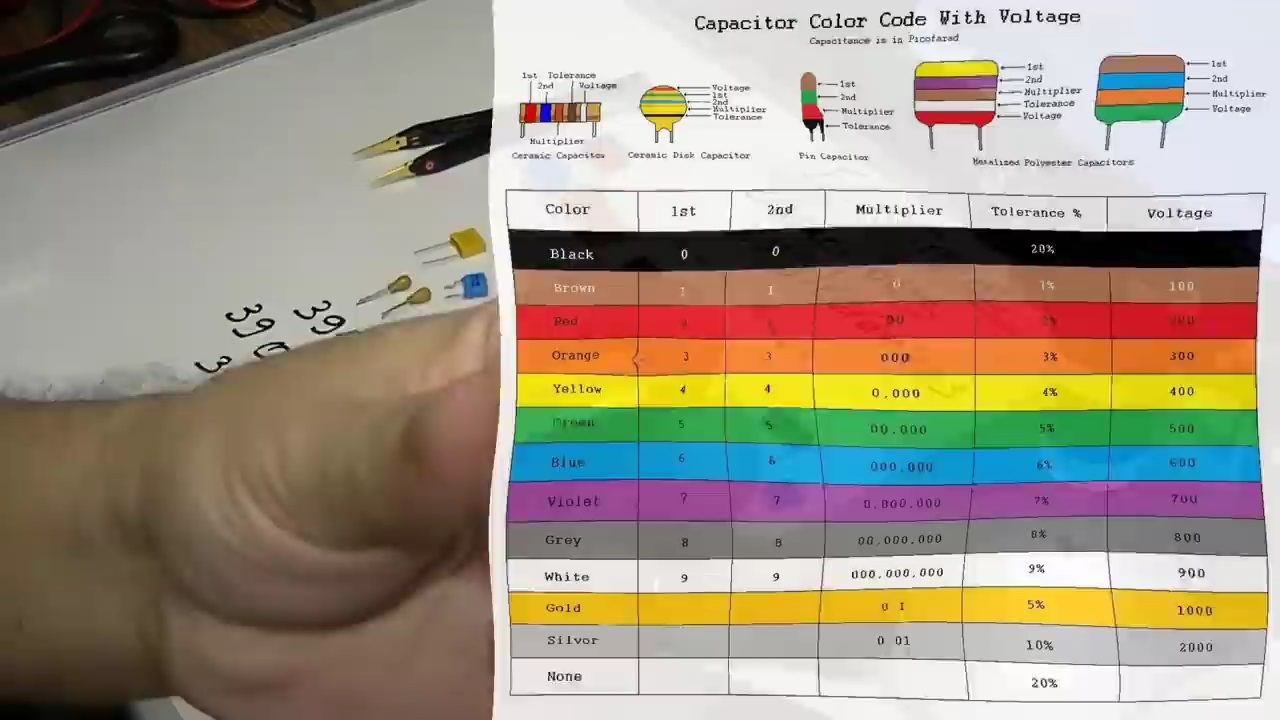 Capacitor Color Code With Voltage
Capacitance is in Picofarad
1st Tolerance
2nd Voltage
Multiplier
Ceramic Capacitos
Voltage
1st
2nd
Multiplier
Tolerance
Ceramic Disk Capacitor
1st
2nd
Multiplier
Tolerance
Pin Capacitor
1st
2nd
Multiplier
Tolerance
Voltage
1st
2nd
Multiplier
Voltage
Metalized Polyester Capacitors
Color 1st 2nd Multiplier Tolerance % Voltage
Black 0 0 20%
Brown 1 1 0 1% 100
Red 00
Orange 3 3 000 3% 300
Yellow 4 4 0.000 4% 400
Green 5 5 00.000 5% 500
Blue 6 6 000.000 6% 600
Violet 7 7 0.000.000 7% 700
Grey 8 8 00.000.000 8% 800
White 9 9 000.000.000 9% 900
Gold 0 1 5% 1000
Silvor 0 01 10% 2000
None 20%
39
39
3